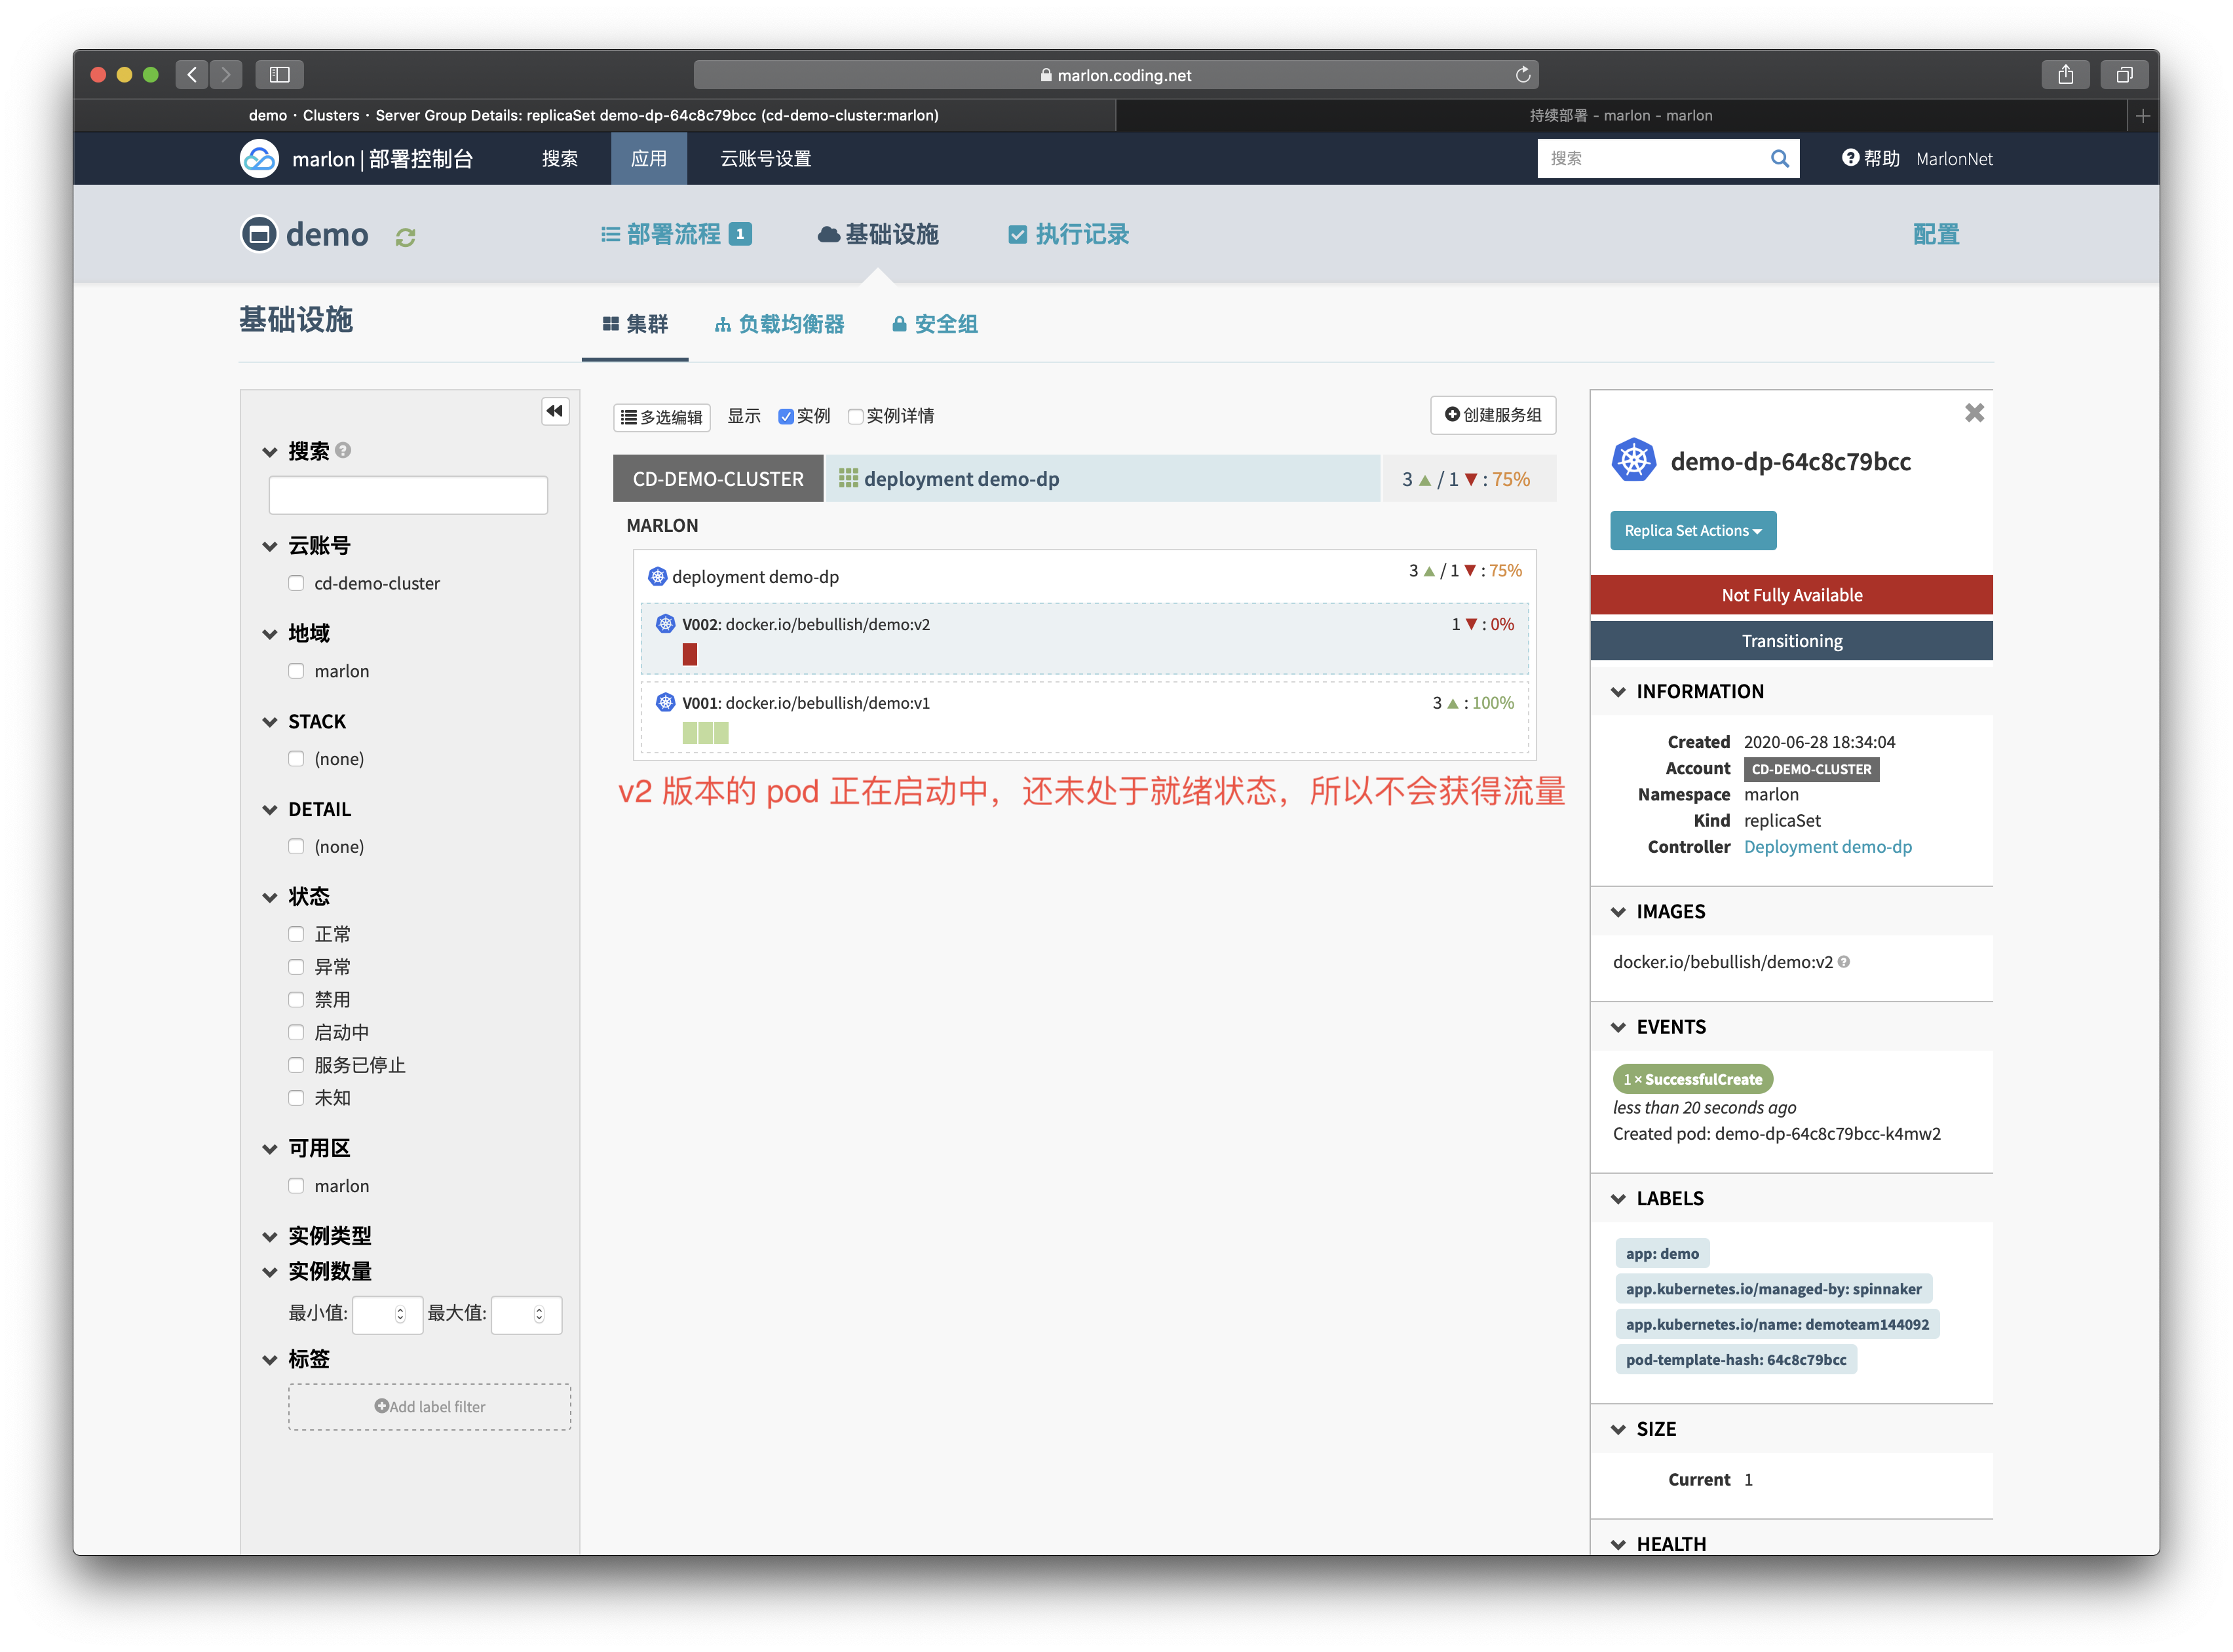 marlon.coding.net
demo · Clusters · Server Group Details: replicaSet demo-dp-64c8c79bcc (cd-demo-cluster:marlon)
持续部署 - marlon - marlon
marlon | 部署控制台
搜索
应用
云账号设置
搜索
帮助
MarlonNet
demo
部署流程 1
基础设施
执行记录
配置
基础设施
集群
负载均衡器
安全组
搜索
云账号
cd-demo-cluster
地域
marlon
STACK
(none)
DETAIL
(none)
状态
正常
异常
禁用
启动中
服务已停止
未知
可用区
marlon
实例类型
实例数量
最小值: 最大值:
标签
Add label filter
多选编辑 显示 实例 实例详情
创建服务组
CD-DEMO-CLUSTER deployment demo-dp 3 ▲ / 1 ▼ : 75%
MARLON
deployment demo-dp 3 ▲ / 1 ▼ : 75%
V002: docker.io/bebullish/demo:v2 1 ▼ : 0%
V001: docker.io/bebullish/demo:v1 3 ▲ : 100%
v2 版本的 pod 正在启动中，还未处于就绪状态，所以不会获得流量
demo-dp-64c8c79bcc
Replica Set Actions
Not Fully Available
Transitioning
INFORMATION
Created 2020-06-28 18:34:04
Account CD-DEMO-CLUSTER
Namespace marlon
Kind replicaSet
Controller Deployment demo-dp
IMAGES
docker.io/bebullish/demo:v2
EVENTS
1 × SuccessfulCreate
less than 20 seconds ago
Created pod: demo-dp-64c8c79bcc-k4mw2
LABELS
app: demo
app.kubernetes.io/managed-by: spinnaker
app.kubernetes.io/name: demoteam144092
pod-template-hash: 64c8c79bcc
SIZE
Current 1
HEALTH